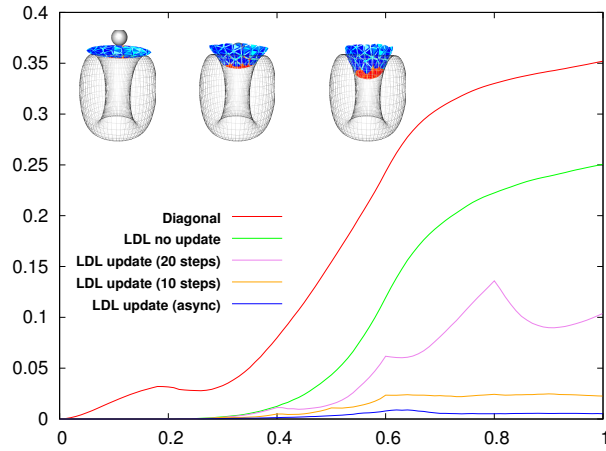 0.4
0.35
0.3
0.25
0.2
0.15
0.1
0.05
0
Diagonal
LDL no update
LDL update (20 steps)
LDL update (10 steps)
LDL update (async)
0 0.2 0.4 0.6 0.8 1